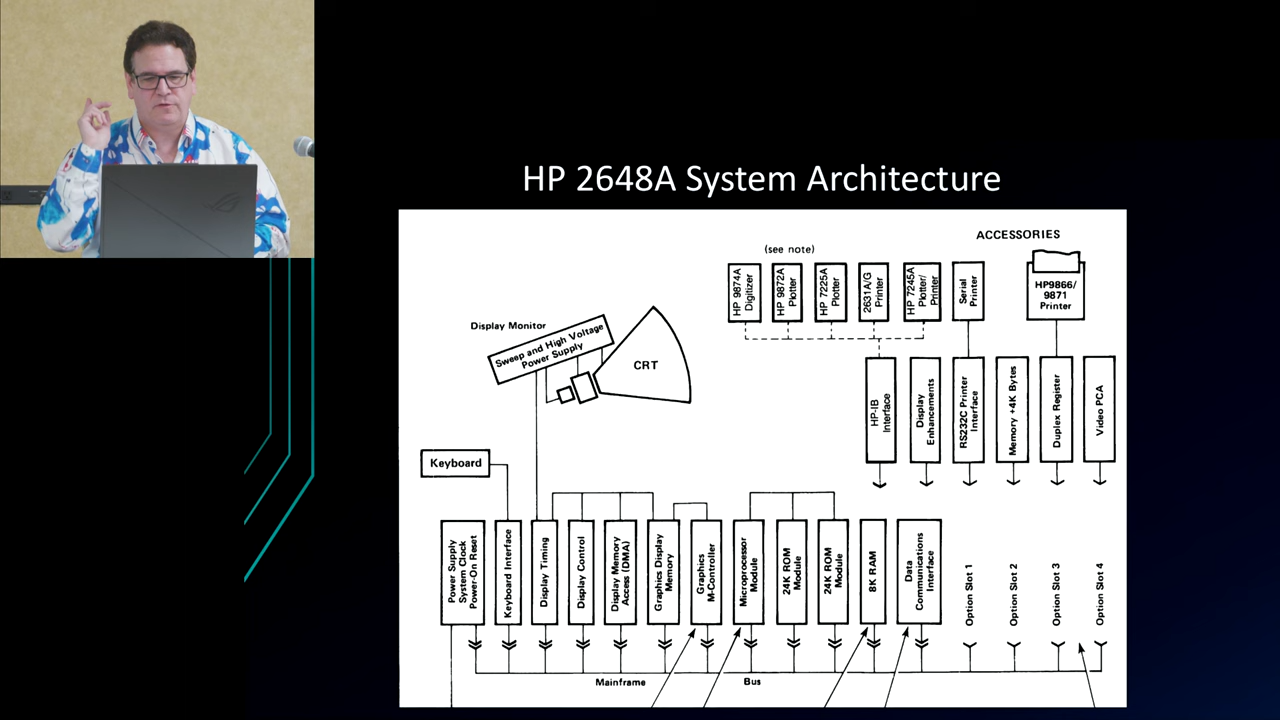 HP 2648A System Architecture
ACCESSORIES
(see note)
HP 9874A
Digitizer
HP 9872A
Plotter
HP 7225A
Plotter
2631A/G
Printer
HP 7245A
Plotter/
Printer
Serial
Printer
HP9866/
9871
Printer
Display Monitor
Sweep and High Voltage
Power Supply
CRT
HP-IB
Interface
Display
Enhancements
RS232C Printer
Interface
Memory +4K Bytes
Duplex Register
Video PCA
Keyboard
Power Supply
System Clock
Power-On Reset
Keyboard Interface
Display Timing
Display Control
Display Memory
Access (DMA)
Graphics Display
Memory
Graphics
M-Controller
Microprocessor
Module
24K ROM
Module
24K ROM
Module
8K RAM
Data
Communications
Interface
Option Slot 1
Option Slot 2
Option Slot 3
Option Slot 4
Mainframe
Bus